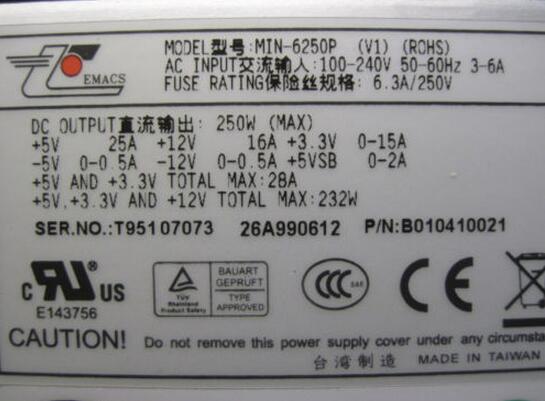 EMACS
MODEL型号:MIN-6250P (V1) (ROHS)
AC INPUT交流输入:100-240V 50-60Hz 3-6A
FUSE RATING保险丝规格: 6.3A/250V
DC OUTPUT直流输出: 250W (MAX)
+5V 25A +12V 16A +3.3V 0-15A
-5V 0-0.5A -12V 0-0.5A +5VSB 0-2A
+5V AND +3.3V TOTAL MAX:28A
+5V,+3.3V AND +12V TOTAL MAX:232W
SER.NO.:T95107073 26A990612 P/N:B010410021
c RU US
E143756
TÜV
Rheinland
Product Safety
BAUART
GEPRÜFT
TYPE
APPROVED
CCC
S&E
CE
CAUTION! Do not remove this power supply cover under any circumsta
台湾制造 MADE IN TAIWAN